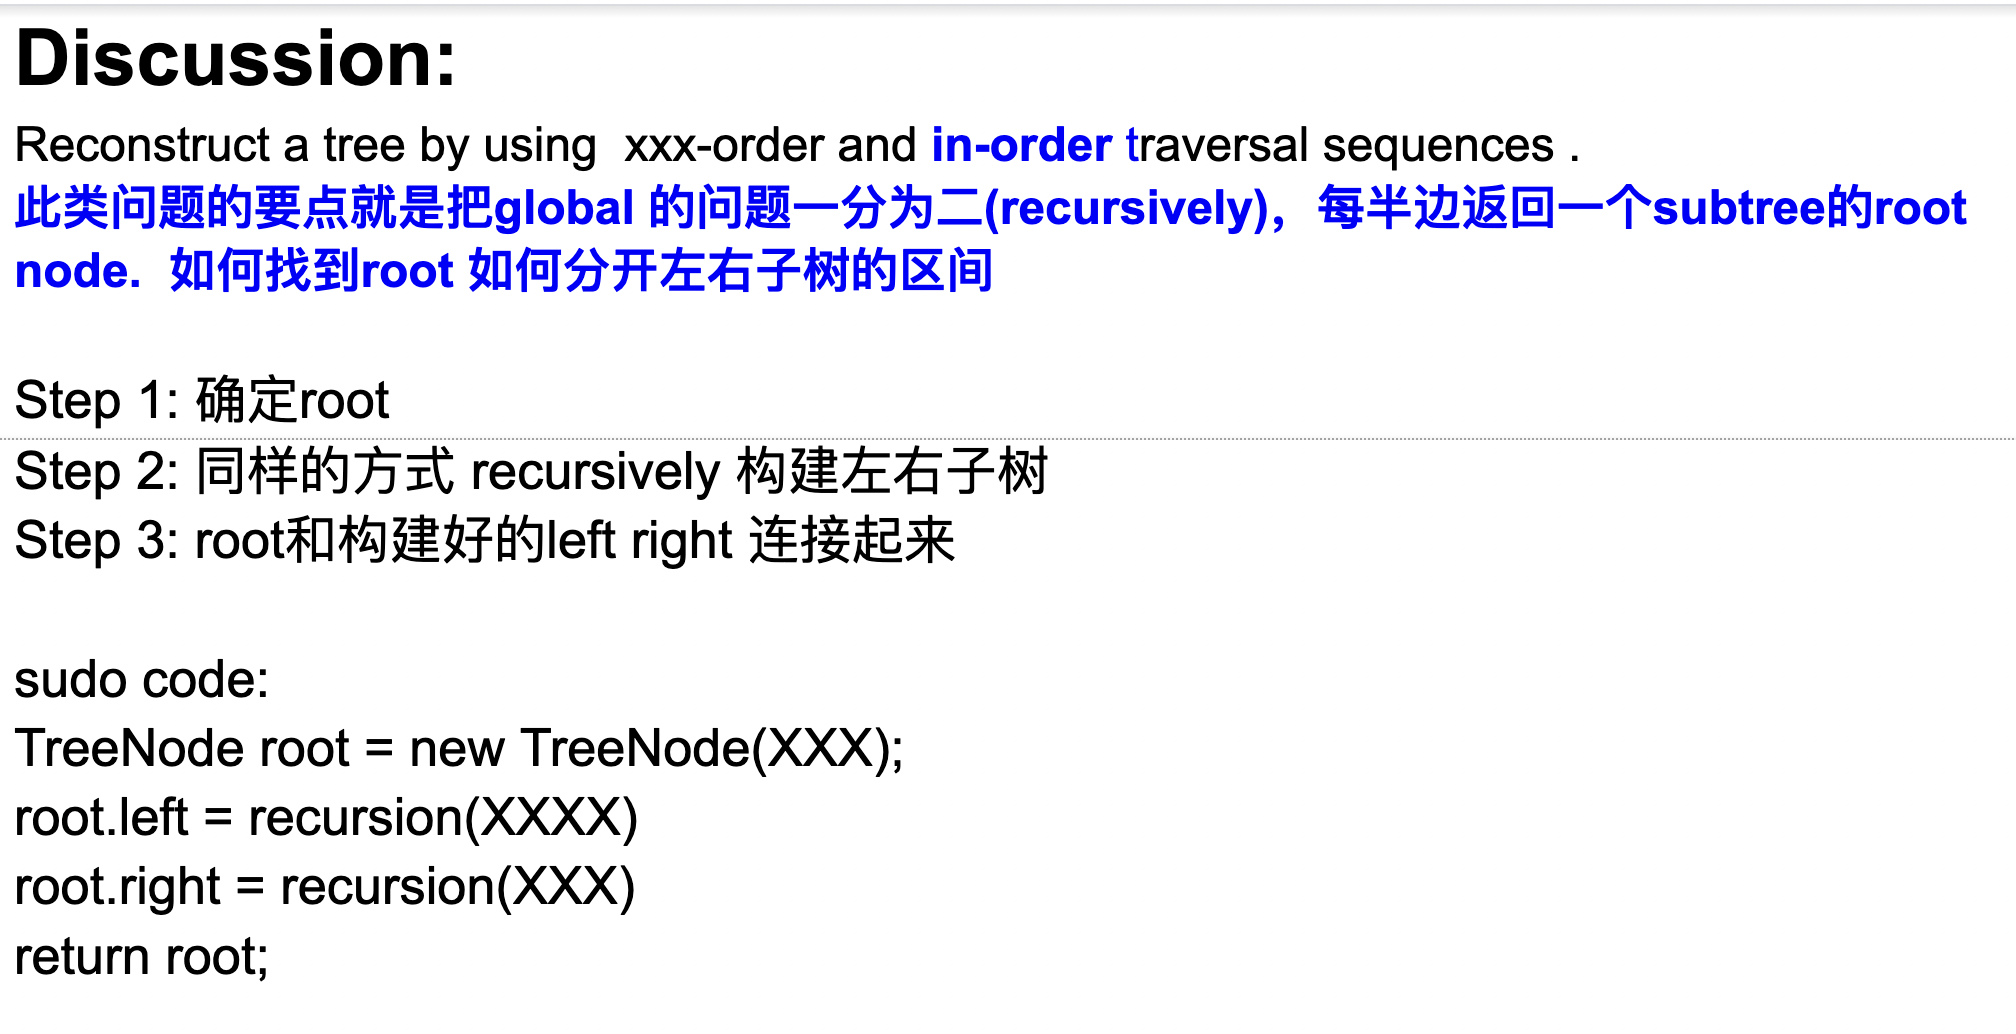 Discussion:
Reconstruct a tree by using  xxx-order and in-order traversal sequences .
此类问题的要点就是把global 的问题一分为二(recursively)，每半边返回一个subtree的root
node.  如何找到root 如何分开左右子树的区间
Step 1: 确定root
Step 2: 同样的方式 recursively 构建左右子树
Step 3: root和构建好的left right 连接起来
sudo code:
TreeNode root = new TreeNode(XXX);
root.left = recursion(XXXX)
root.right = recursion(XXX)
return root;